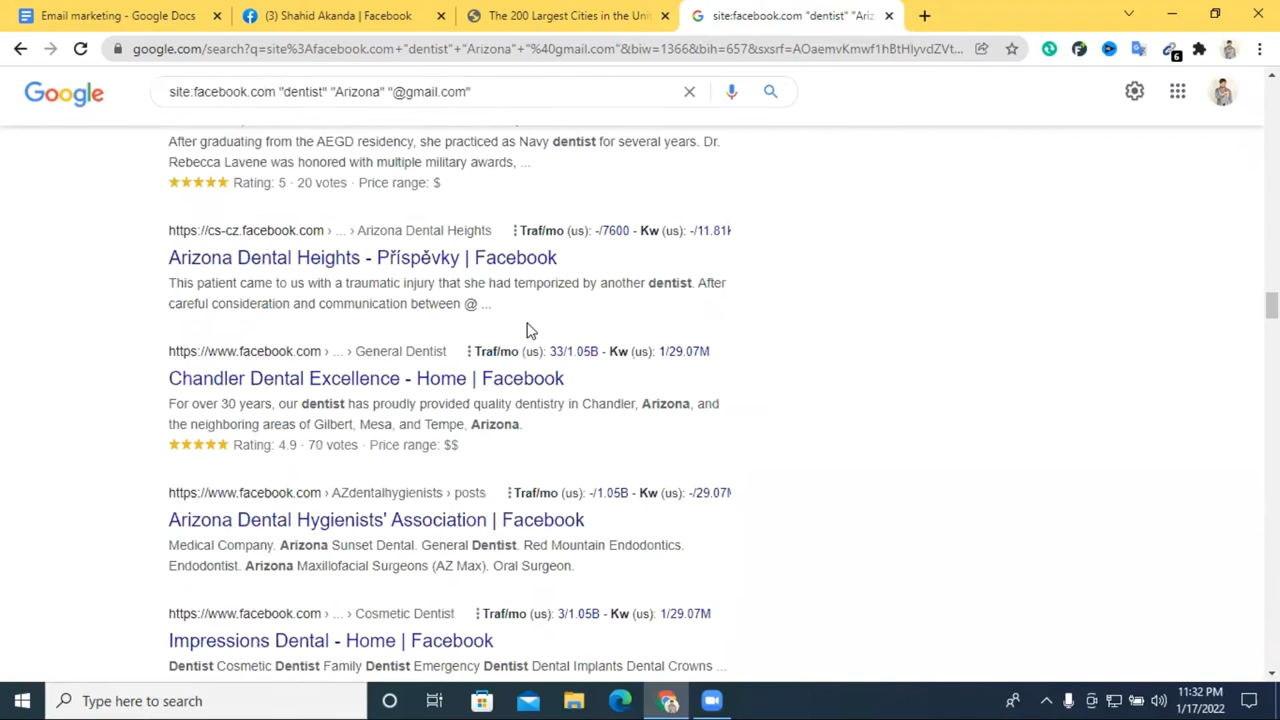 Email marketing - Google Docs
(3) Shahid Akanda | Facebook
The 200 Largest Cities in the Unit
site:facebook.com "dentist" "Ariz
google.com/search?q=site%3Afacebook.com+"dentist"+"Arizona"+"%40gmail.com"&biw=1366&bih=657&sxsrf=AOaemvKmwf1hBtHlyvdZVt...
6
Google
site:facebook.com "dentist" "Arizona" "@gmail.com"
After graduating from the AEGD residency, she practiced as Navy dentist for several years. Dr.
Rebecca Lavene was honored with multiple military awards, ...
Rating: 5 · 20 votes · Price range: $
https://cs-cz.facebook.com › ... › Arizona Dental Heights
Traf/mo (us): -/7600 - Kw (us): -/11.81
Arizona Dental Heights - Příspěvky | Facebook
This patient came to us with a traumatic injury that she had temporized by another dentist. After
careful consideration and communication between @ ...
https://www.facebook.com › ... › General Dentist
Traf/mo (us): 33/1.05B - Kw (us): 1/29.07M
Chandler Dental Excellence - Home | Facebook
For over 30 years, our dentist has proudly provided quality dentistry in Chandler, Arizona, and
the neighboring areas of Gilbert, Mesa, and Tempe, Arizona.
Rating: 4.9 · 70 votes · Price range: $$
https://www.facebook.com › AZdentalhygienists › posts
Traf/mo (us): -/1.05B - Kw (us): -/29.07M
Arizona Dental Hygienists' Association | Facebook
Medical Company. Arizona Sunset Dental. General Dentist. Red Mountain Endodontics.
Endodontist. Arizona Maxillofacial Surgeons (AZ Max). Oral Surgeon.
https://www.facebook.com › ... › Cosmetic Dentist
Traf/mo (us): 3/1.05B - Kw (us): 1/29.07M
Impressions Dental - Home | Facebook
Dentist Cosmetic Dentist Family Dentist Emergency Dentist Dental Implants Dental Crowns ...
Type here to search
11:32 PM
1/17/2022